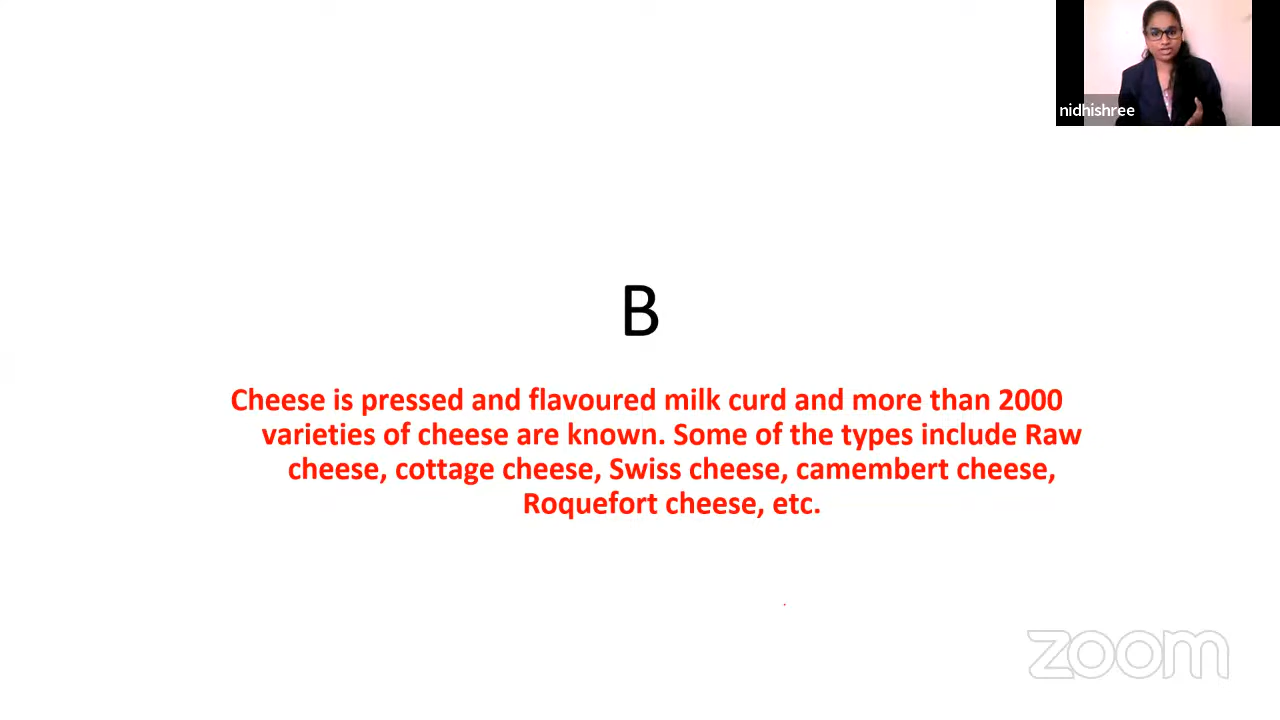 nidhishree
B
Cheese is pressed and flavoured milk curd and more than 2000
varieties of cheese are known. Some of the types include Raw
cheese, cottage cheese, Swiss cheese, camembert cheese,
Roquefort cheese, etc.
zoom